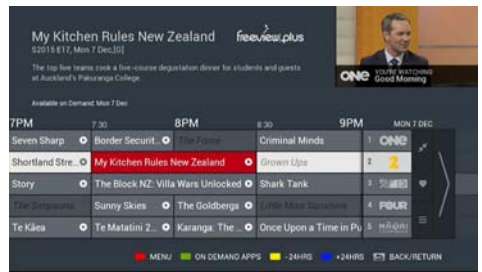 My Kitchen Rules New Zealand
freeview plus
S2015 E17, Mon 7 Dec,[G]
The top five teams cook a five-course degustation dinner for students and guests
at Auckland's Pakuranga College.
Available on Demand: Mon 7 Dec
ONE YOU'RE WATCHING
Good Morning
7PM 7:30 8PM 8:30 9PM MON 7 DEC
Seven Sharp Border Securit... The Force Criminal Minds 1 ONE
Shortland Stre... My Kitchen Rules New Zealand Grown Ups 2 2
Story The Block NZ: Villa Wars Unlocked Shark Tank 3
The Simpsons Sunny Skies The Goldbergs Little Miss Sunshine 4 FOUR
Te Kāea Te Matatini 2... Karanga: The... Once Upon a Time in Pu 5 MĀORI
MENU ON DEMAND APPS -24HRS +24HRS BACK/RETURN